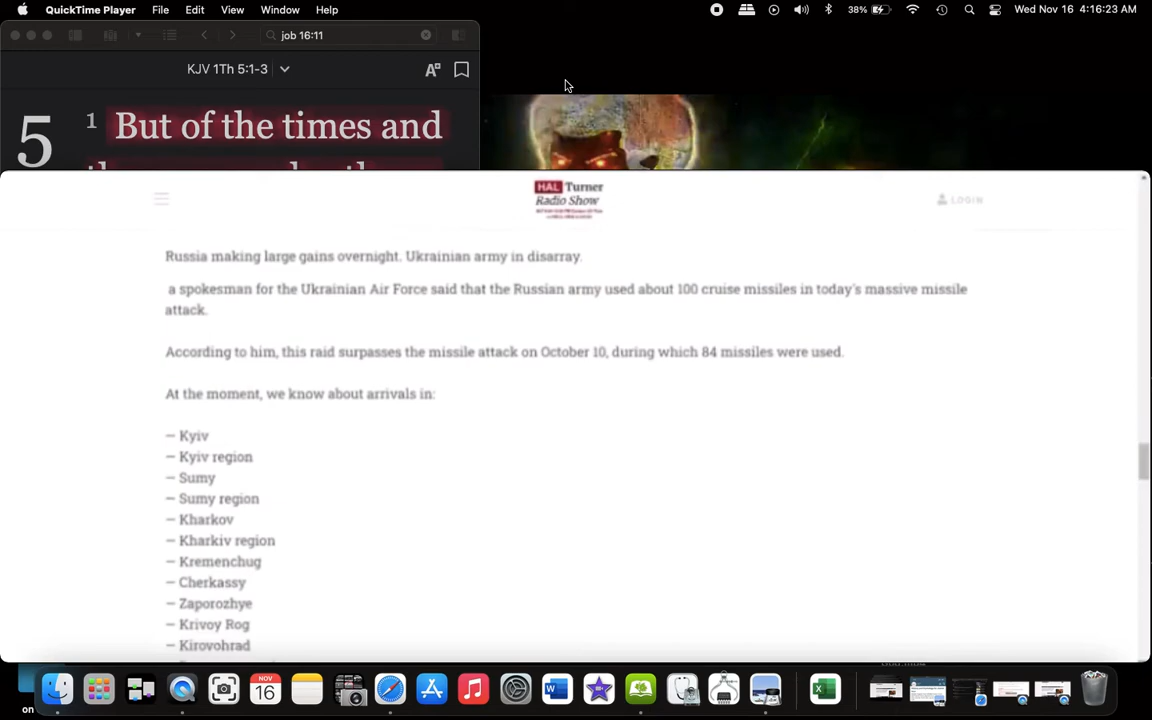 QuickTime Player File Edit View Window Help 38% Wed Nov 16 4:16:23 AM
job 16:11
KJV 1Th 5:1-3
5 1 But of the times and
HAL Turner
Radio Show
LOGIN
Russia making large gains overnight. Ukrainian army in disarray.
a spokesman for the Ukrainian Air Force said that the Russian army used about 100 cruise missiles in today's massive missile
attack.
According to him, this raid surpasses the missile attack on October 10, during which 84 missiles were used.
At the moment, we know about arrivals in:
– Kyiv
– Kyiv region
– Sumy
– Sumy region
– Kharkov
– Kharkiv region
– Kremenchug
– Cherkassy
– Zaporozhye
– Krivoy Rog
– Kirovohrad
NOV
16
on